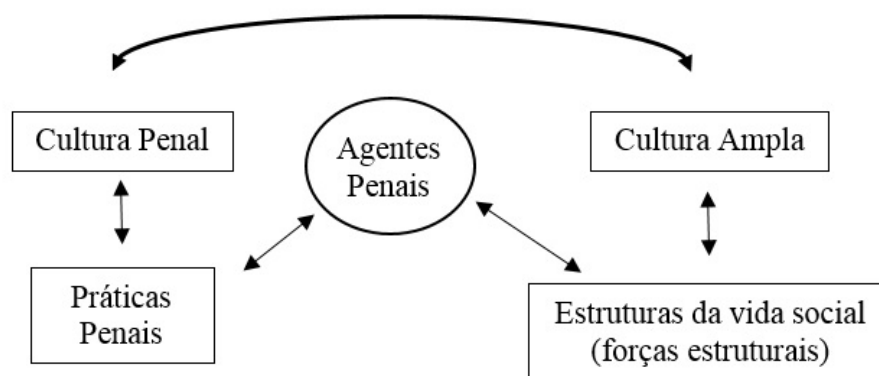 Cultura Penal
Agentes
Penais
Cultura Ampla
Práticas
Penais
Estruturas da vida social
(forças estruturais)